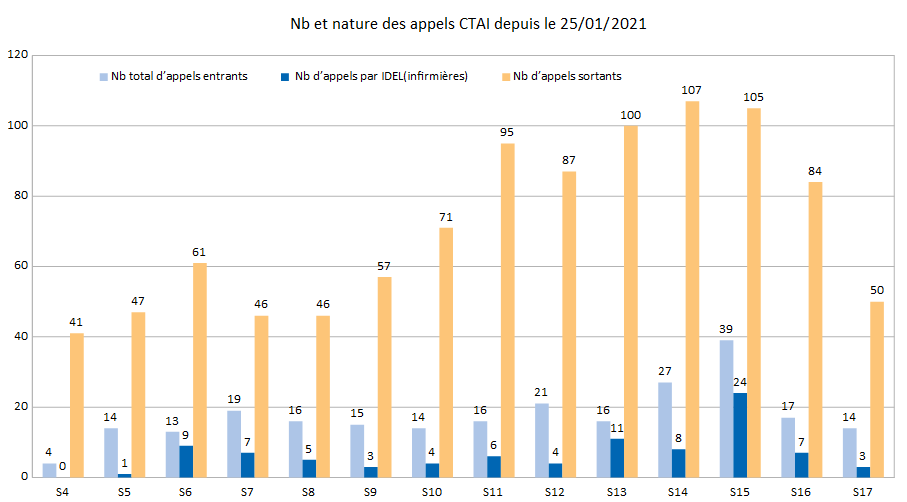 Nb et nature des appels CTAI depuis le 25/01/2021
Nb total d'appels entrants Nb d'appels par IDEL(infirmières) Nb d'appels sortants
120
100
80
60
40
20
0
4 0 41
14 1 47
13 9 61
19 7 46
16 5 46
15 3 57
14 4 71
16 6 95
21 4 87
16 11 100
27 8 107
39 24 105
17 7 84
14 3 50
S4 S5 S6 S7 S8 S9 S10 S11 S12 S13 S14 S15 S16 S17